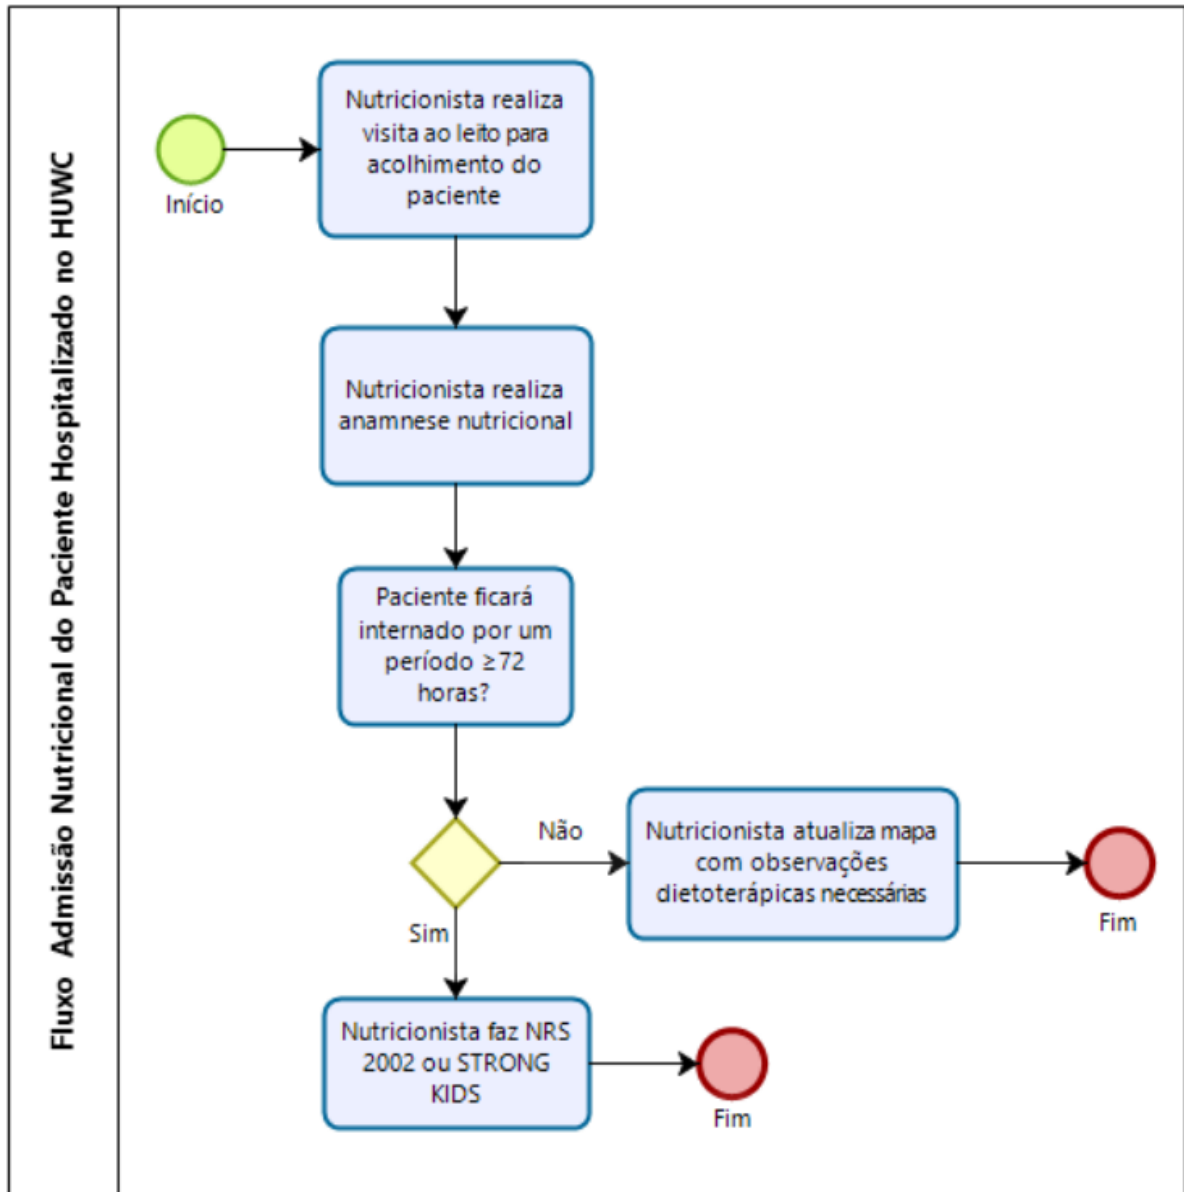 Fluxo Admissão Nutricional do Paciente Hospitalizado no HUWC
Início
Nutricionista realiza
visita ao leito para
acolhimento do
paciente
Nutricionista realiza
anamnese nutricional
Paciente ficará
internado por um
período ≥72
horas?
Não
Nutricionista atualiza mapa
com observações
dietoterápicas necessárias
Fim
Sim
Nutricionista faz NRS
2002 ou STRONG
KIDS
Fim